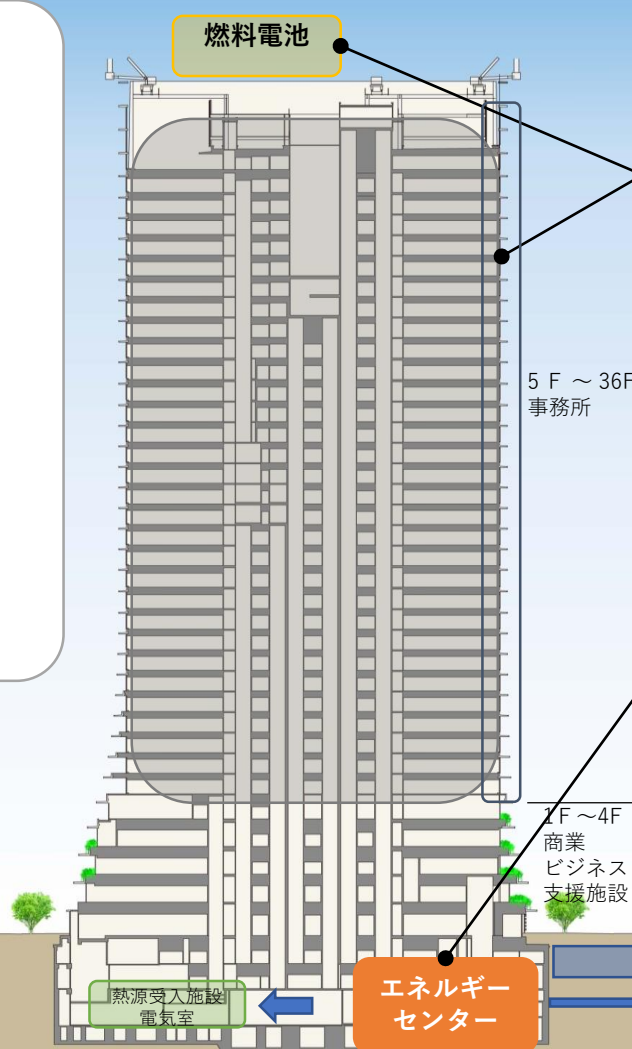 燃料電池
5 F ～ 36F
事務所
1F～4F
商業
ビジネス
支援施設
熱源受入施設
電気室
エネルギー
センター